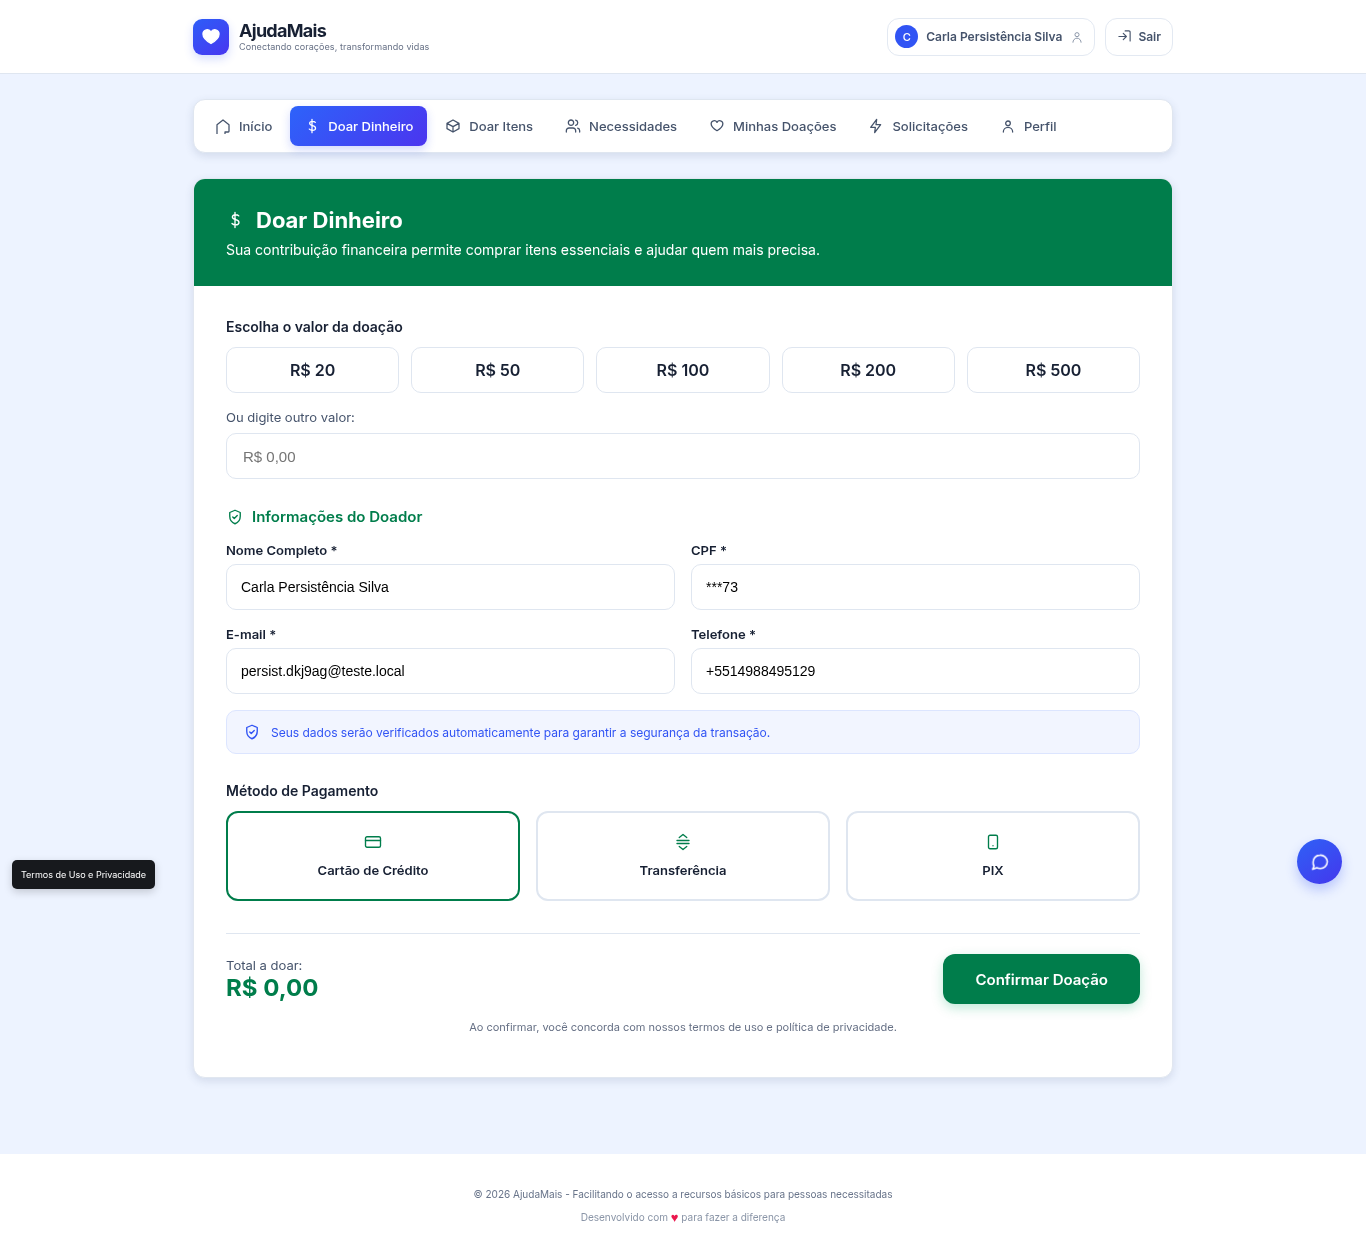 AjudaMais
Conectando corações, transformando vidas
C Carla Persistência Silva
Sair
Início
Doar Dinheiro
Doar Itens
Necessidades
Minhas Doações
Solicitações
Perfil
$ Doar Dinheiro
Sua contribuição financeira permite comprar itens essenciais e ajudar quem mais precisa.
Escolha o valor da doação
R$ 20
R$ 50
R$ 100
R$ 200
R$ 500
Ou digite outro valor:
R$ 0,00
Informações do Doador
Nome Completo *
CPF *
Carla Persistência Silva
***73
E-mail *
Telefone *
persist.dkj9ag@teste.local
+5514988495129
Seus dados serão verificados automaticamente para garantir a segurança da transação.
Método de Pagamento
Cartão de Crédito
Transferência
PIX
Termos de Uso e Privacidade
Total a doar:
R$ 0,00
Confirmar Doação
Ao confirmar, você concorda com nossos termos de uso e política de privacidade.
© 2026 AjudaMais - Facilitando o acesso a recursos básicos para pessoas necessitadas
Desenvolvido com ♥ para fazer a diferença